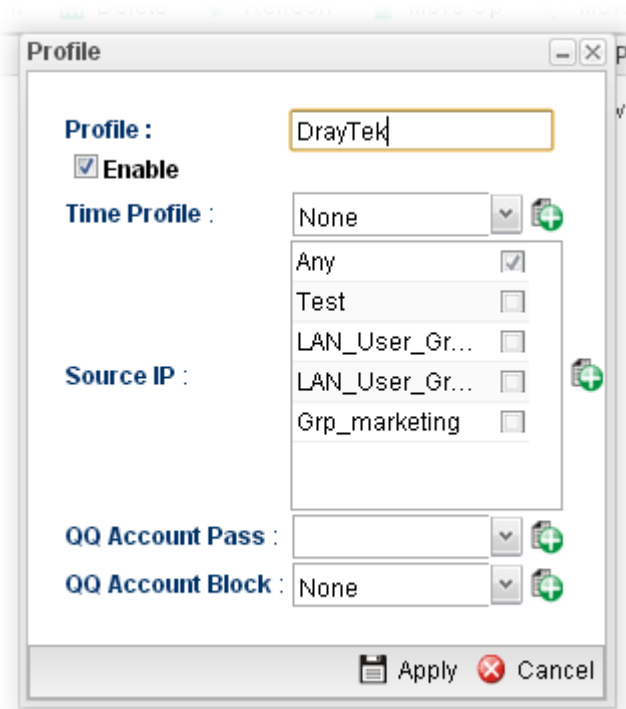 Profile
Profile :
DrayTek
Enable
Time Profile :
None
Any
Test
LAN_User_Gr...
Source IP :
LAN_User_Gr...
Grp_marketing
QQ Account Pass :
QQ Account Block :
None
Apply
Cancel